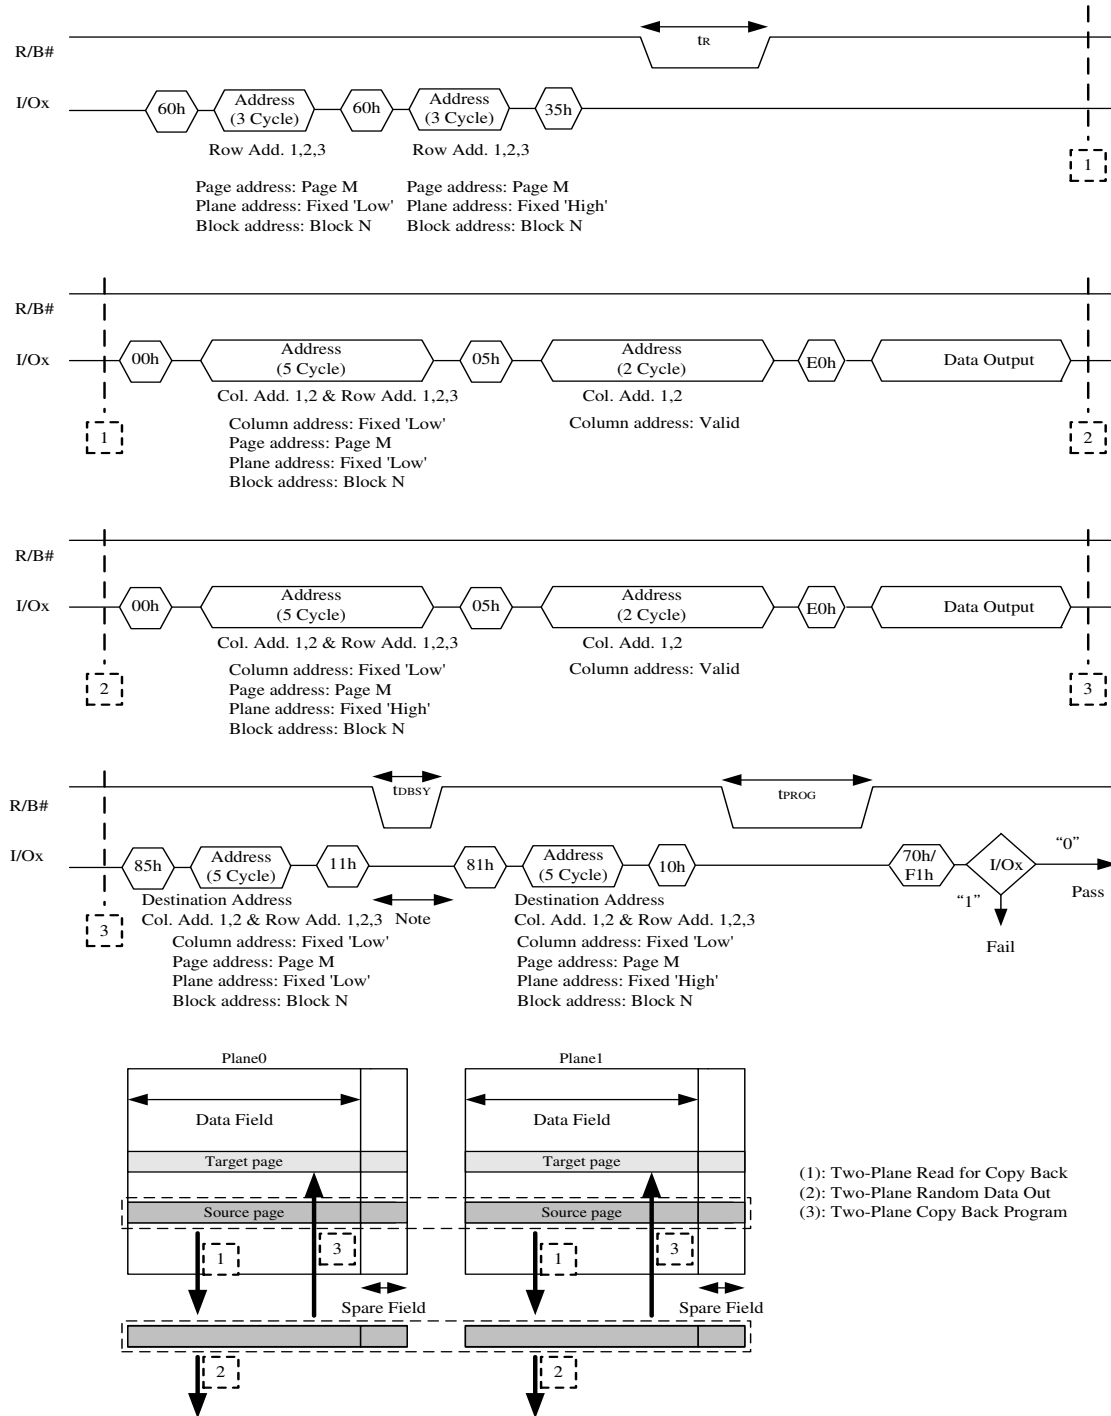 tR
R/B#
I/Ox
60h
Address
(3 Cycle)
60h
Address
(3 Cycle)
35h
Row Add. 1,2,3
Row Add. 1,2,3
Page address: Page M
Plane address: Fixed 'Low'
Block address: Block N
Page address: Page M
Plane address: Fixed 'High'
Block address: Block N
1
R/B#
I/Ox
00h
Address
(5 Cycle)
05h
Address
(2 Cycle)
E0h
Data Output
Col. Add. 1,2 & Row Add. 1,2,3
Col. Add. 1,2
Column address: Fixed 'Low'
Page address: Page M
Plane address: Fixed 'Low'
Block address: Block N
Column address: Valid
1
2
R/B#
I/Ox
00h
Address
(5 Cycle)
05h
Address
(2 Cycle)
E0h
Data Output
Col. Add. 1,2 & Row Add. 1,2,3
Col. Add. 1,2
Column address: Fixed 'Low'
Page address: Page M
Plane address: Fixed 'High'
Block address: Block N
Column address: Valid
2
3
R/B#
tDBSY
tPROG
I/Ox
85h
Address
(5 Cycle)
11h
81h
Address
(5 Cycle)
10h
70h/
F1h
I/Ox
“0”
Pass
“1”
Fail
Destination Address
Col. Add. 1,2 & Row Add. 1,2,3
Column address: Fixed 'Low'
Page address: Page M
Plane address: Fixed 'Low'
Block address: Block N
Note
Destination Address
Col. Add. 1,2 & Row Add. 1,2,3
Column address: Fixed 'Low'
Page address: Page M
Plane address: Fixed 'High'
Block address: Block N
3
Plane0
Data Field
Target page
Source page
1
3
Spare Field
2
Plane1
Data Field
Target page
Source page
1
3
Spare Field
2
(1): Two-Plane Read for Copy Back
(2): Two-Plane Random Data Out
(3): Two-Plane Copy Back Program